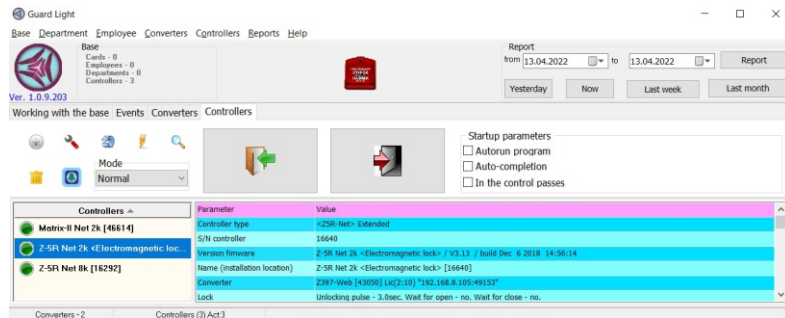 Guard Light
Base Department Employee Converters Controllers Reports Help
Base
Cards - 0
Employees - 0
Departments - 0
Controllers - 3
Ver. 1.0.9.203
Report
from 13.04.2022 to 13.04.2022 Report
Yesterday Now Last week Last month
Working with the base Events Converters Controllers
Mode
Normal
Startup parameters
Autorun program
Auto-completion
In the control passes
Controllers
Matrix-II Net 2k [46614]
Z-5R Net 2k <Electromagnetic loc...
Z-5R Net 8k [16292]
Parameter Value
Controller type <Z5R-Net> Extended
S/N controller 16640
Version fimware Z-5R Net 2k <Electromagnetic lock> / V3.13 / build Dec 6 2018 14:56:14
Name (installation location) Z-5R Net 2k <Electromagnetic lock> [16640]
Converter Z397-Web [43050] Lic(2:10) "192.168.8.105:49153"
Lock Unlocking pulse - 3.0sec. Wait for open - no. Wait for close - no.
Converters - 2 Controllers (3) Act:3